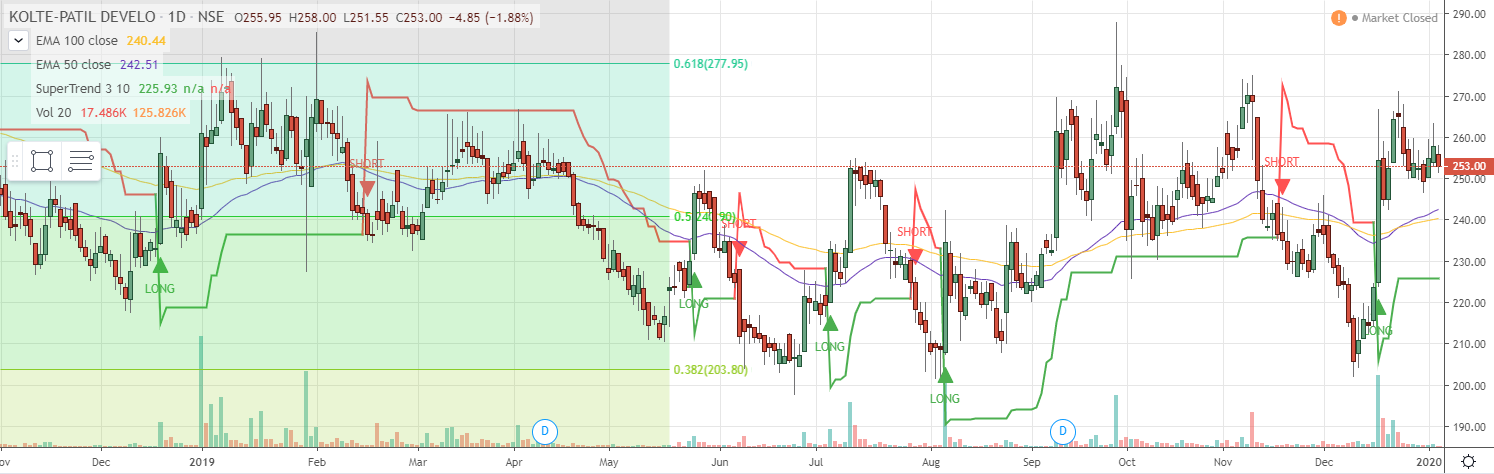 KOLTE-PATIL DEVELO · 1D · NSE O255.95 H258.00 L251.55 C253.00 −4.85 (−1.88%)
! Market Closed
EMA 100 close 240.44
EMA 50 close 242.51
SuperTrend 3 10 225.93 n/a n/a
Vol 20 17.486K 125.826K
0.618(277.95)
0.5(240.90)
0.382(203.80)
LONG
SHORT
LONG
SHORT
LONG
SHORT
LONG
SHORT
LONG
D
D
290.00
280.00
270.00
260.00
253.00
250.00
240.00
230.00
220.00
210.00
200.00
190.00
ov Dec 2019 Feb Mar Apr May Jun Jul Aug Sep Oct Nov Dec 2020